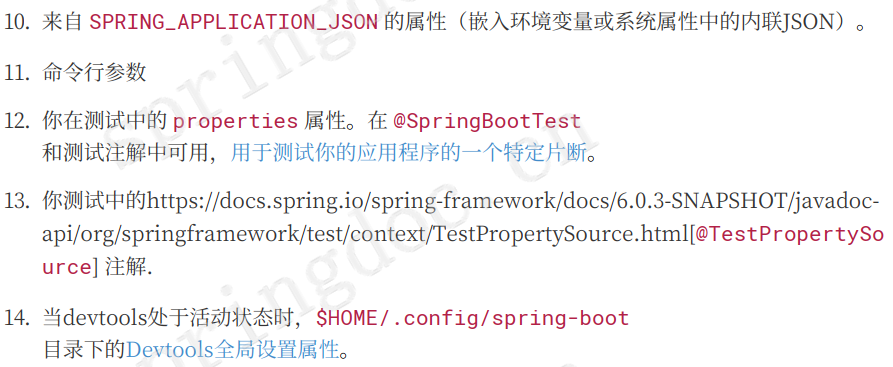 10. 来自 SPRING_APPLICATION_JSON 的属性（嵌入环境变量或系统属性中的内联JSON）。
11. 命令行参数
12. 你在测试中的 properties 属性。在 @SpringBootTest
和测试注解中可用，用于测试你的应用程序的一个特定片断。
13. 你测试中的https://docs.spring.io/spring-framework/docs/6.0.3-SNAPSHOT/javadoc-
api/org/springframework/test/context/TestPropertySource.html[@TestPropertySo
urce] 注解.
14. 当devtools处于活动状态时，$HOME/.config/spring-boot
目录下的Devtools全局设置属性。
springdoc cn
springdoc